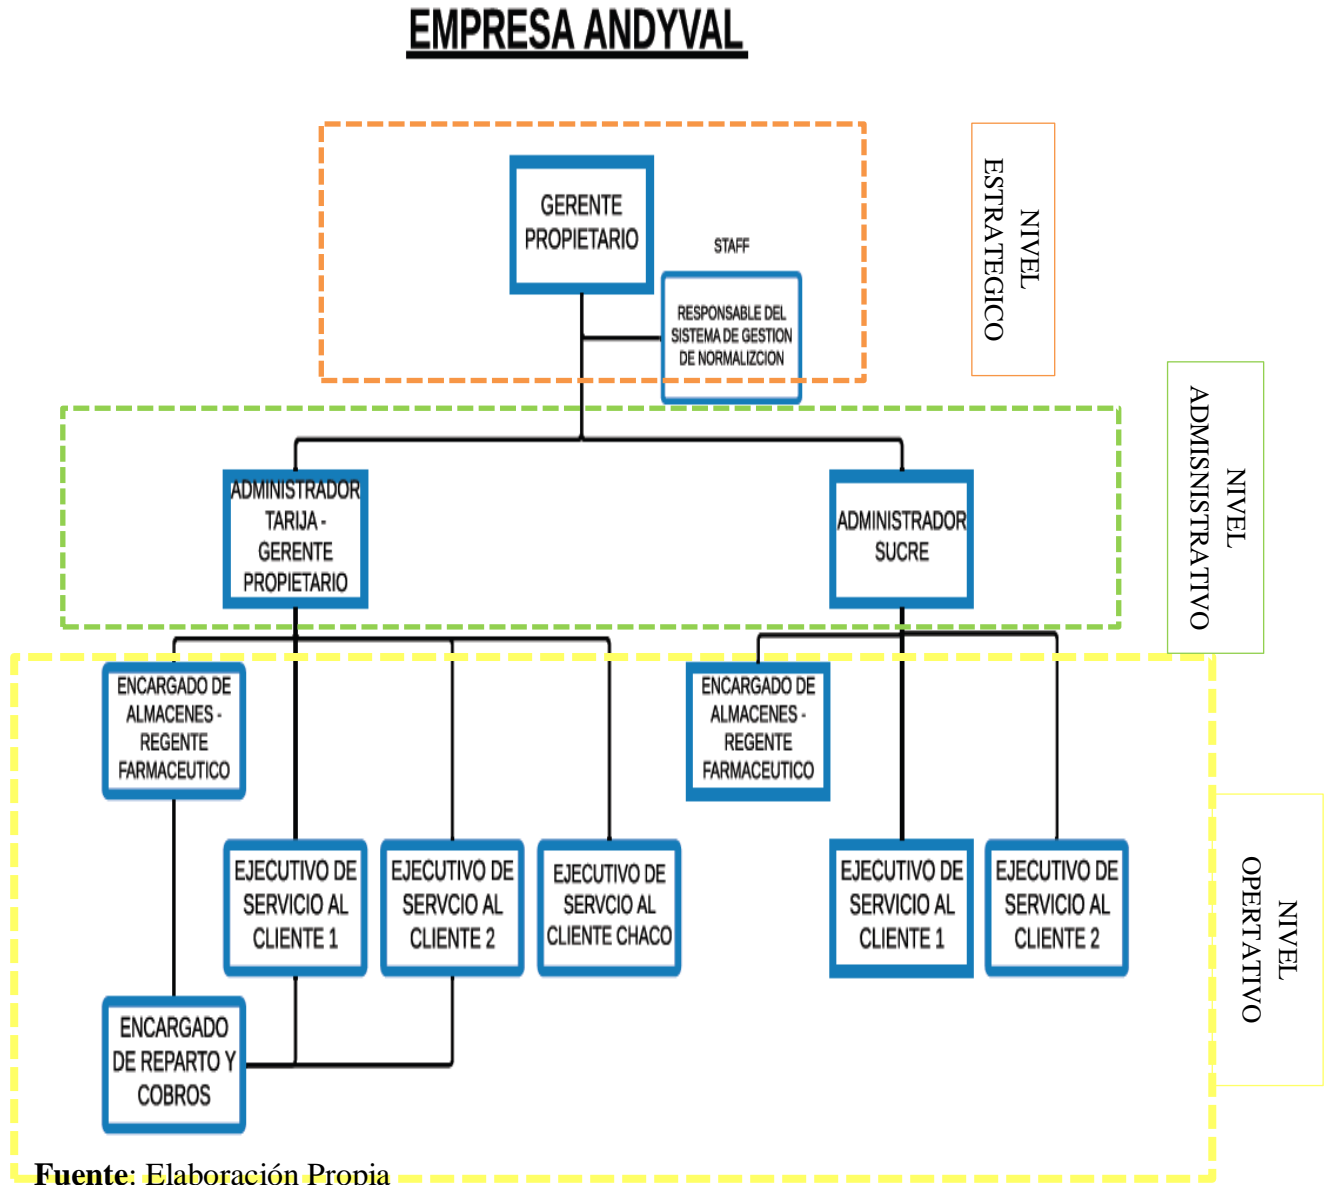 EMPRESA ANDYVAL
GERENTE
PROPIETARIO
STAFF
RESPONSABLE DEL
SISTEMA DE GESTION
DE NORMALIZCION
NIVEL
ESTRATEGICO
ADMINISTRADOR
TARIJA -
GERENTE
PROPIETARIO
ADMINISTRADOR
SUCRE
NIVEL
ADMISNISTRATIVO
ENCARGADO DE
ALMACENES -
REGENTE
FARMACEUTICO
ENCARGADO DE
ALMACENES -
REGENTE
FARMACEUTICO
EJECUTIVO DE
SERVICIO AL
CLIENTE 1
EJECUTIVO DE
SERVCIO AL
CLIENTE 2
EJECUTIVO DE
SERVCIO AL
CLIENTE CHACO
EJECUTIVO DE
SERVICIO AL
CLIENTE 1
EJECUTIVO DE
SERVICIO AL
CLIENTE 2
NIVEL
OPERTATIVO
ENCARGADO
DE REPARTO Y
COBROS
Fuente: Elaboración Propia